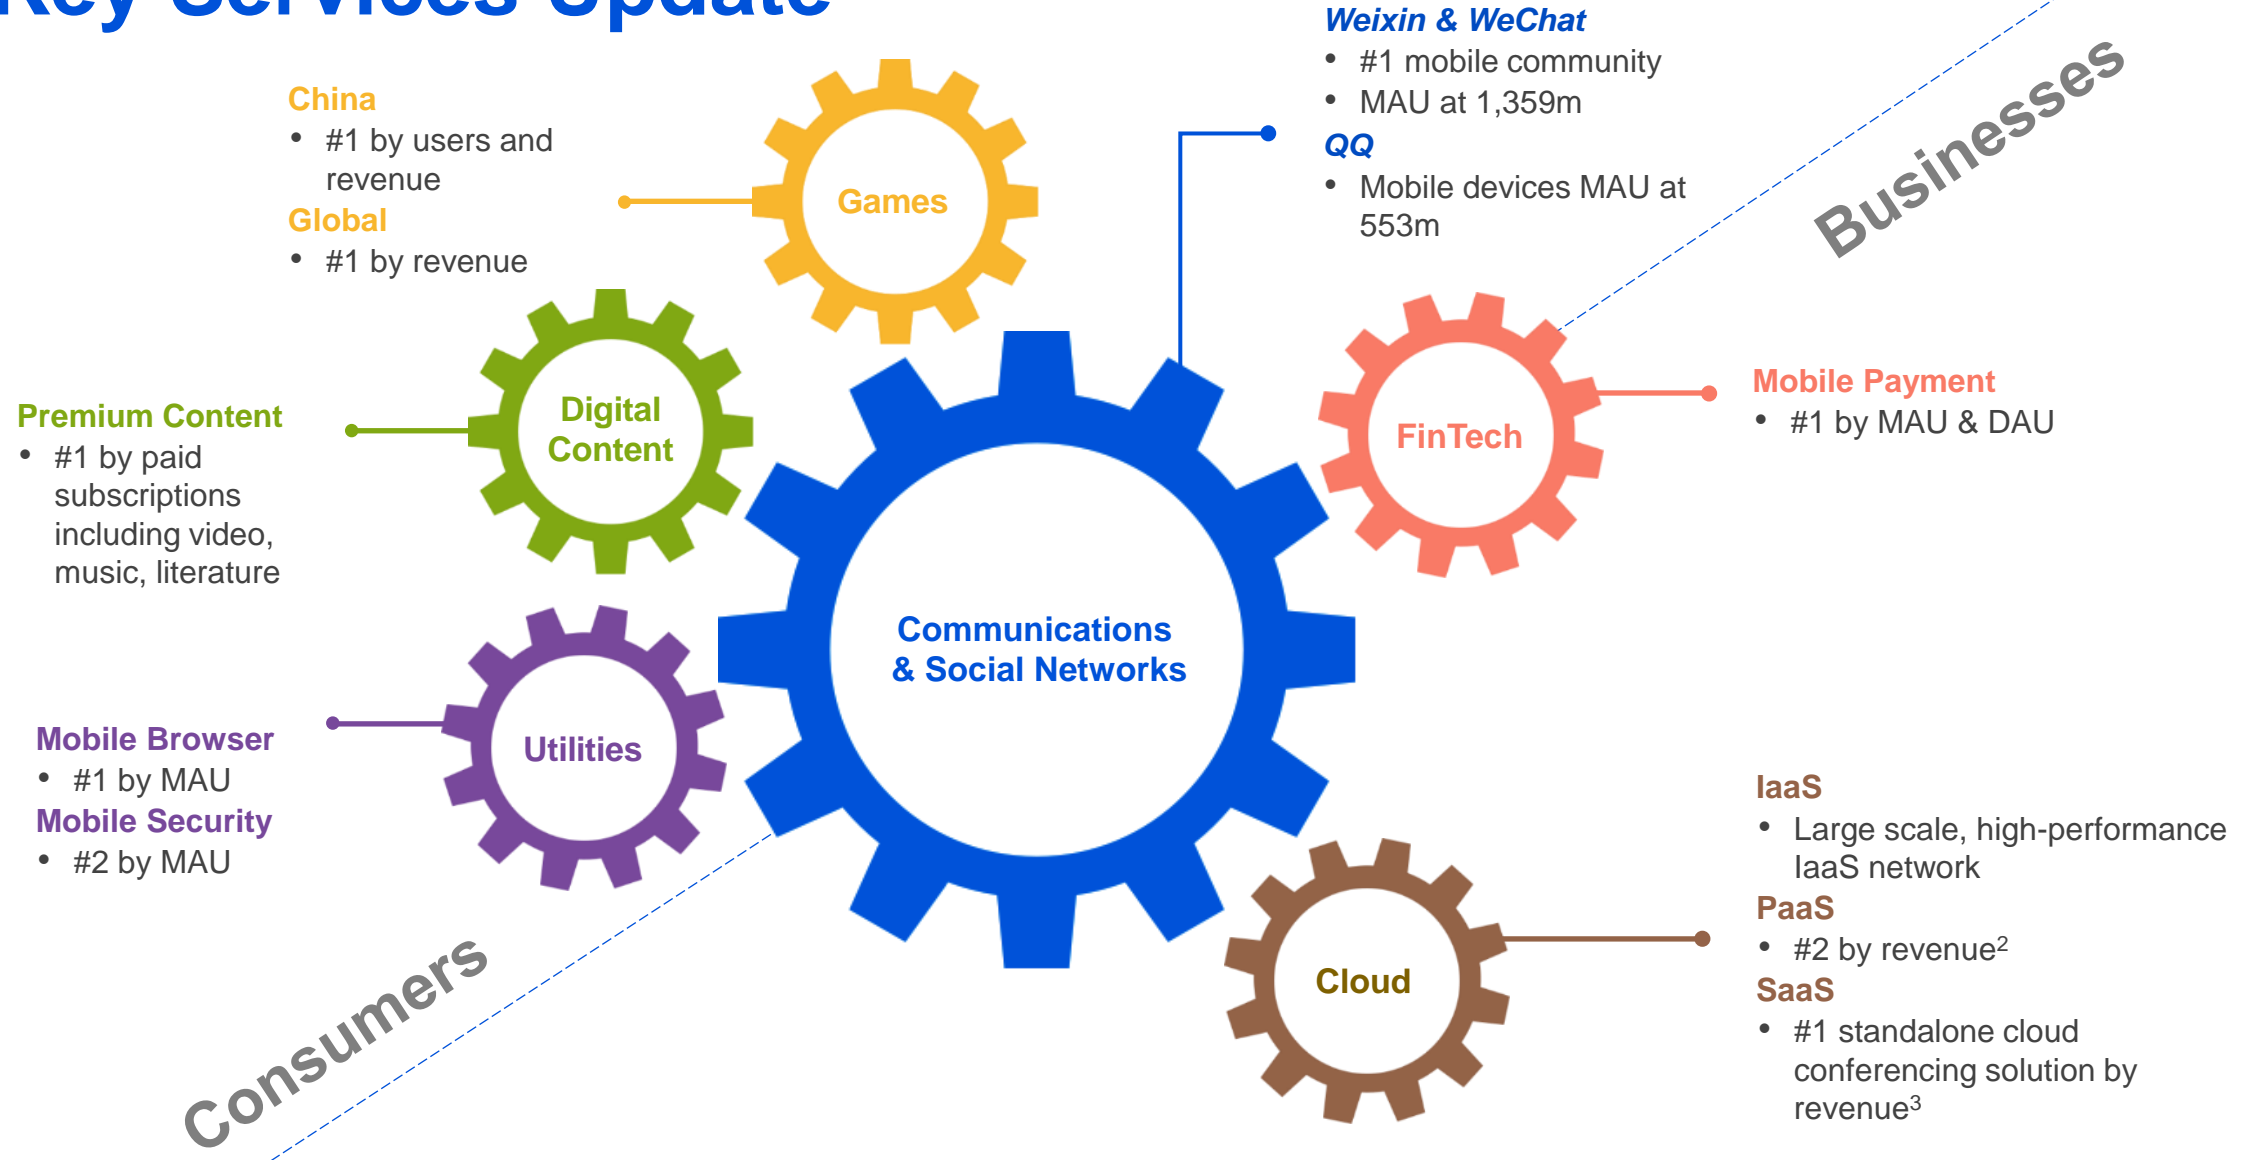 Key Services Update
China
• #1 by users and
revenue
Global
• #1 by revenue
Games
Weixin & WeChat
• #1 mobile community
• MAU at 1,359m
QQ
• Mobile devices MAU at
553m
Businesses
Premium Content
• #1 by paid
subscriptions
including video,
music, literature
Digital
Content
FinTech
Mobile Payment
• #1 by MAU & DAU
Communications
& Social Networks
Mobile Browser
• #1 by MAU
Mobile Security
• #2 by MAU
Utilities
Consumers
Cloud
IaaS
• Large scale, high-performance
IaaS network
PaaS
• #2 by revenue²
SaaS
• #1 standalone cloud
conferencing solution by
revenue³